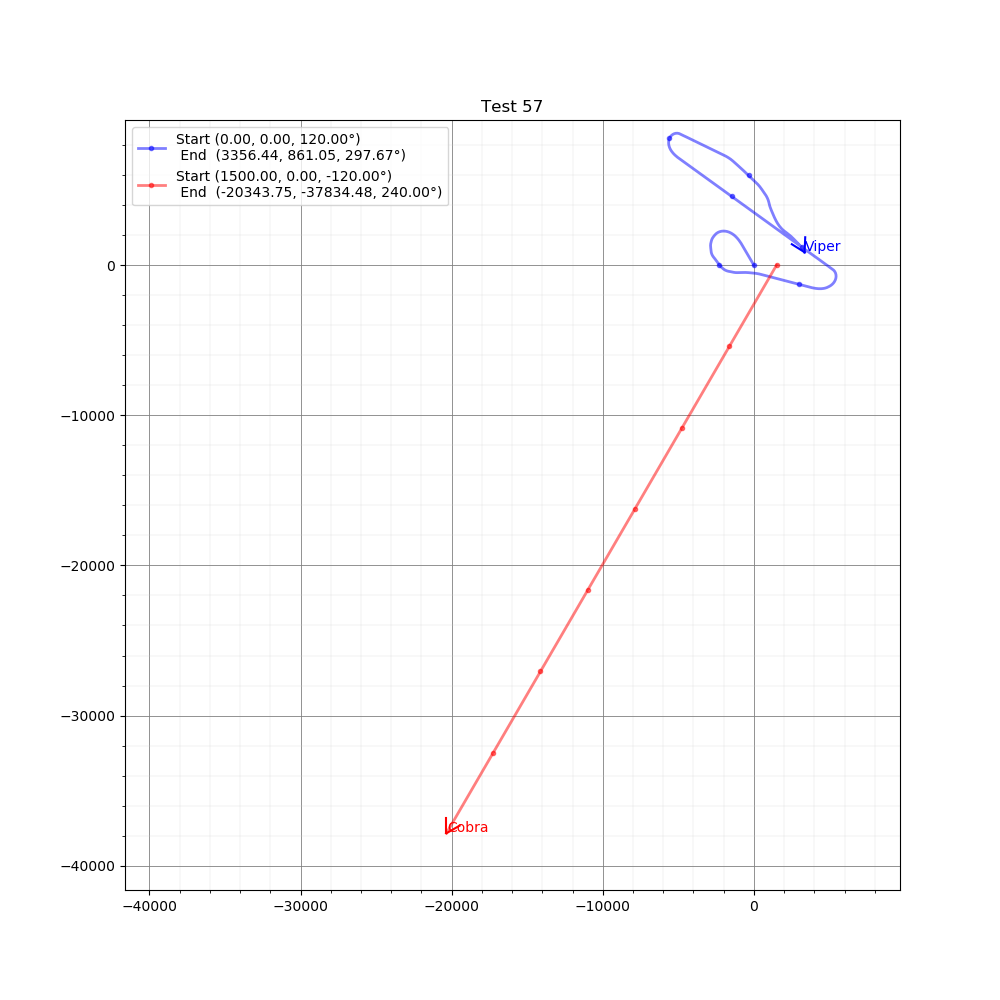 Test 57
Start (0.00, 0.00, 120.00°)
End  (3356.44, 861.05, 297.67°)
Start (1500.00, 0.00, -120.00°)
End  (-20343.75, -37834.48, 240.00°)
Viper
0
−10000
−20000
−30000
Cobra
−40000
−40000 −30000 −20000 −10000 0